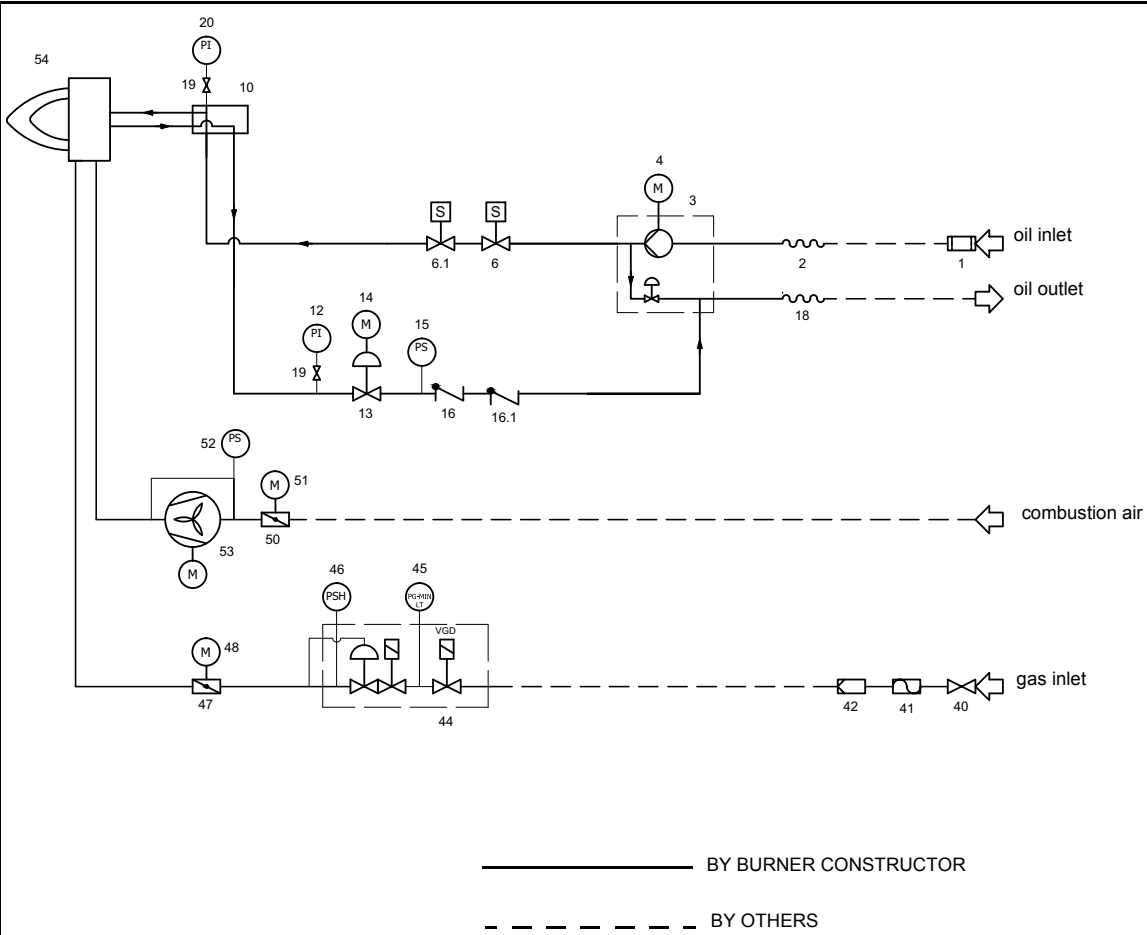 20
PI
54
19
10
4
M
3
S
S
oil inlet
6.1
6
2
1
oil outlet
14
12
M
15
18
PI
PS
19
13
16
16.1
52
PS
51
M
combustion air
53
50
M
46
45
PSH
PG-MIN
LT
VGD
48
M
gas inlet
47
44
42
41
40
BY BURNER CONSTRUCTOR
BY OTHERS